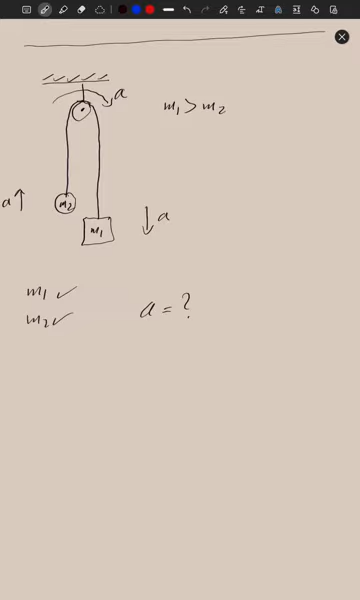 a
m₁ > m₂
a
m₂
m₁
a
m₁ ✓
m₂ ✓
a = ?